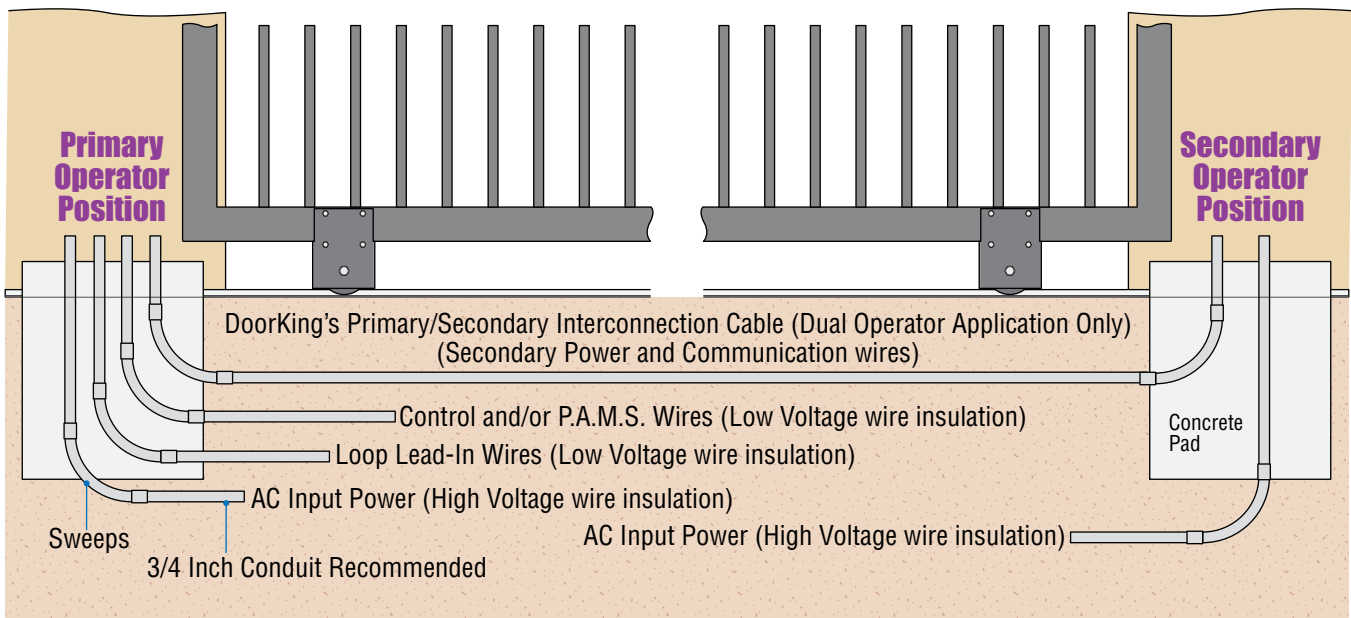 Primary
Operator
Position
Secondary
Operator
Position
DoorKing's Primary/Secondary Interconnection Cable (Dual Operator Application Only)
(Secondary Power and Communication wires)
Control and/or P.A.M.S. Wires (Low Voltage wire insulation)
Concrete
Pad
Loop Lead-In Wires (Low Voltage wire insulation)
AC Input Power (High Voltage wire insulation)
Sweeps
AC Input Power (High Voltage wire insulation)
3/4 Inch Conduit Recommended